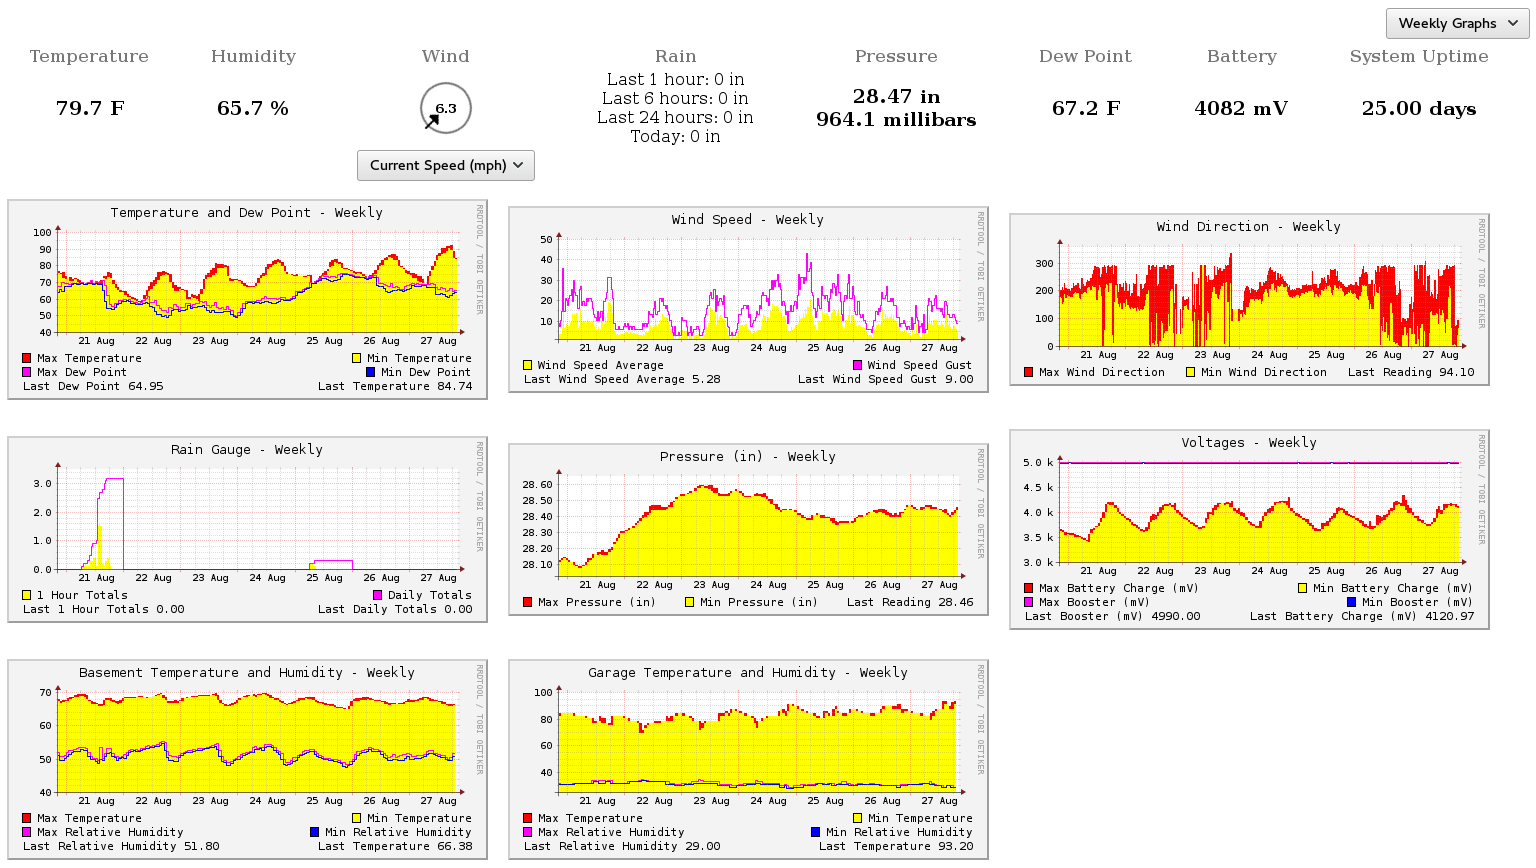 Weekly Graphs
Temperature Humidity Wind Rain Pressure Dew Point Battery System Uptime
79.7 F 65.7 % 6.3
Last 1 hour: 0 in
Last 6 hours: 0 in
Last 24 hours: 0 in
Today: 0 in
28.47 in
964.1 millibars
67.2 F 4082 mV 25.00 days
Current Speed (mph)
Temperature and Dew Point - Weekly
RRDTOOL / TOBI OETIKER
100
90
80
70
60
50
40
21 Aug 22 Aug 23 Aug 24 Aug 25 Aug 26 Aug 27 Aug
Max Temperature Min Temperature
Max Dew Point Min Dew Point
Last Dew Point 64.95 Last Temperature 84.74
Wind Speed - Weekly
RRDTOOL / TOBI OETIKER
50
40
30
20
10
21 Aug 22 Aug 23 Aug 24 Aug 25 Aug 26 Aug 27 Aug
Wind Speed Average Wind Speed Gust
Last Wind Speed Average 5.28 Last Wind Speed Gust 9.00
Wind Direction - Weekly
RRDTOOL / TOBI OETIKER
300
200
100
0
21 Aug 22 Aug 23 Aug 24 Aug 25 Aug 26 Aug 27 Aug
Max Wind Direction Min Wind Direction Last Reading 94.10
Rain Gauge - Weekly
RRDTOOL / TOBI OETIKER
3.0
2.0
1.0
0.0
21 Aug 22 Aug 23 Aug 24 Aug 25 Aug 26 Aug 27 Aug
1 Hour Totals Daily Totals
Last 1 Hour Totals 0.00 Last Daily Totals 0.00
Pressure (in) - Weekly
RRDTOOL / TOBI OETIKER
28.60
28.50
28.40
28.30
28.20
28.10
21 Aug 22 Aug 23 Aug 24 Aug 25 Aug 26 Aug 27 Aug
Max Pressure (in) Min Pressure (in) Last Reading 28.46
Voltages - Weekly
RRDTOOL / TOBI OETIKER
5.0 k
4.5 k
4.0 k
3.5 k
3.0 k
21 Aug 22 Aug 23 Aug 24 Aug 25 Aug 26 Aug 27 Aug
Max Battery Charge (mV) Min Battery Charge (mV)
Max Booster (mV) Min Booster (mV)
Last Booster (mV) 4990.00 Last Battery Charge (mV) 4120.97
Basement Temperature and Humidity - Weekly
RRDTOOL / TOBI OETIKER
70
60
50
40
21 Aug 22 Aug 23 Aug 24 Aug 25 Aug 26 Aug 27 Aug
Max Temperature Min Temperature
Max Relative Humidity Min Relative Humidity
Last Relative Humidity 51.80 Last Temperature 66.38
Garage Temperature and Humidity - Weekly
RRDTOOL / TOBI OETIKER
100
80
60
40
21 Aug 22 Aug 23 Aug 24 Aug 25 Aug 26 Aug 27 Aug
Max Temperature Min Temperature
Max Relative Humidity Min Relative Humidity
Last Relative Humidity 29.00 Last Temperature 93.20